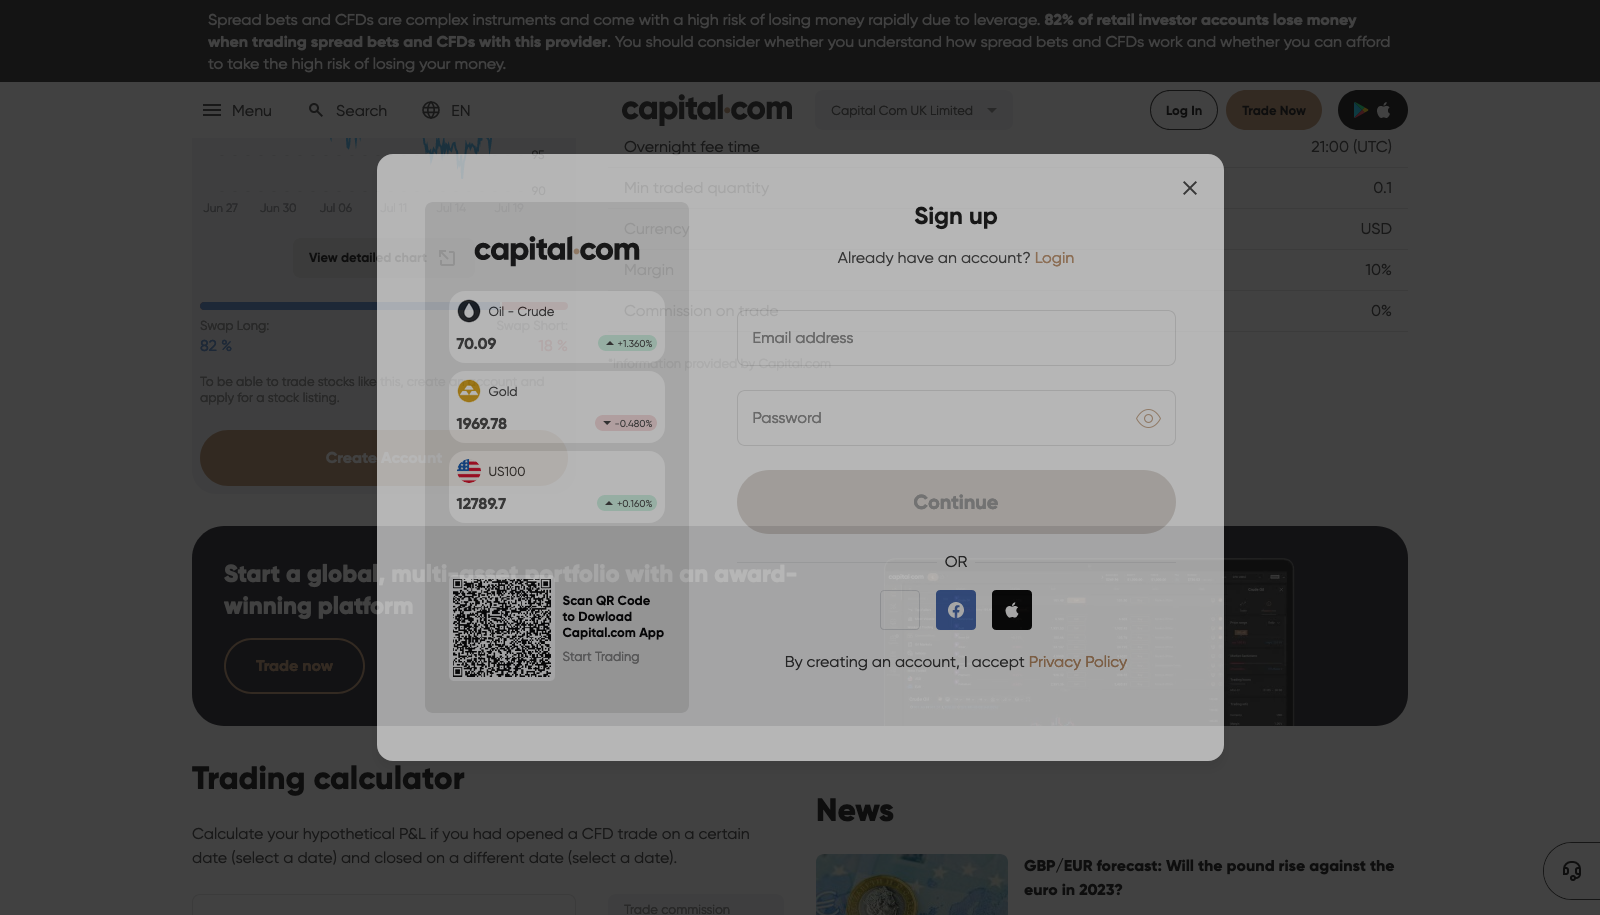 Spread bets and CFDs are complex instruments and come with a high risk of losing money rapidly due to leverage. 82% of retail investor accounts lose money
when trading spread bets and CFDs with this provider. You should consider whether you understand how spread bets and CFDs work and whether you can afford
to take the high risk of losing your money.
Menu
Search
EN
capital.com
Capital Com UK Limited
Log In
Trade Now
95
90
Jun 27
Jun 30
Jul 06
Jul 11
Jul 14
Jul 19
View detailed chart
Swap Long:
82 %
Swap Short:
18 %
To be able to trade stocks like this, create an account and
apply for a stock listing.
Create Account
Overnight fee time
21:00 (UTC)
Min traded quantity
0.1
Currency
USD
Margin
10%
Commission on trade
0%
*Information provided by Capital.com
capital.com
Oil - Crude
70.09
+1.360%
Gold
1969.78
-0.480%
US100
12789.7
+0.160%
Scan QR Code
to Dowload
Capital.com App
Start Trading
Sign up
Already have an account? Login
Email address
Password
Continue
OR
By creating an account, I accept Privacy Policy
Start a global, multi-asset portfolio with an award-
winning platform
Trade now
Trading calculator
Calculate your hypothetical P&L if you had opened a CFD trade on a certain
date (select a date) and closed on a different date (select a date).
Trade commission
News
GBP/EUR forecast: Will the pound rise against the
euro in 2023?